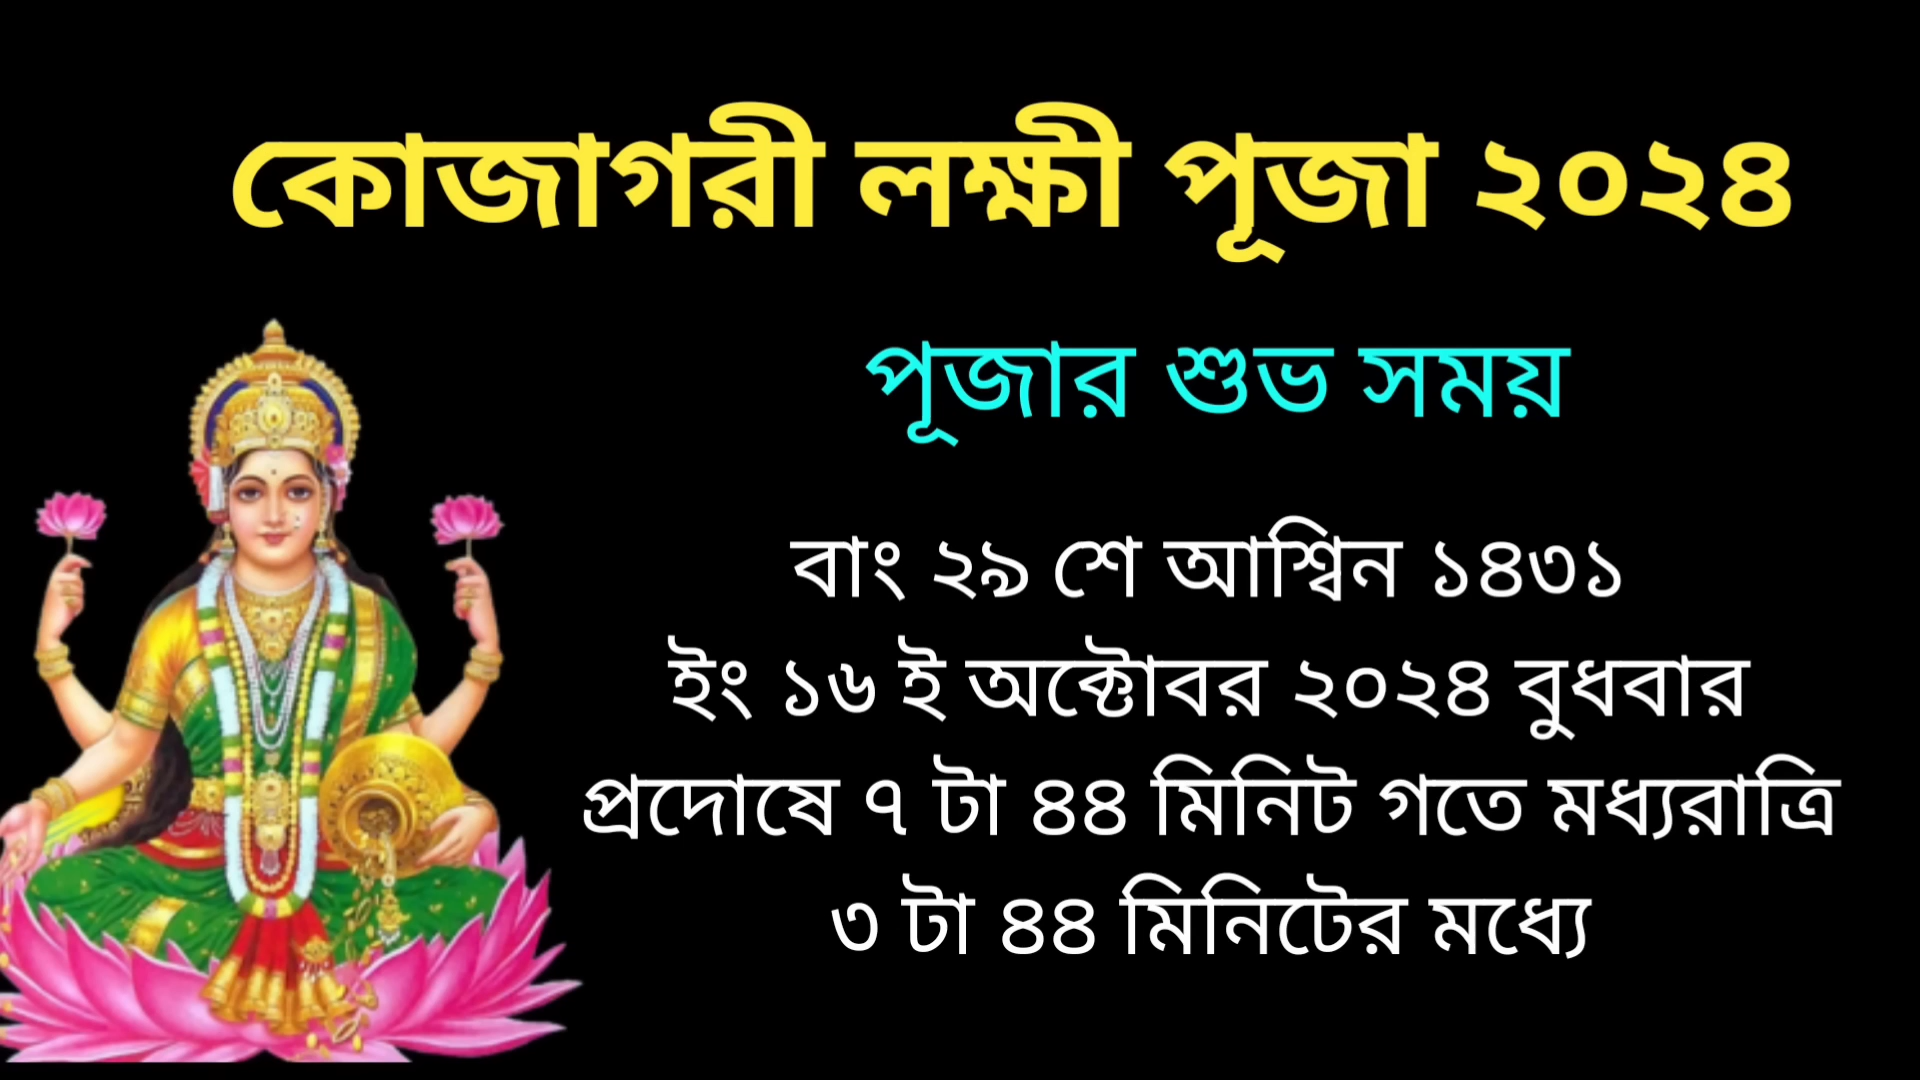 কোজাগরী লক্ষী পূজা ২০২৪
পূজার শুভ সময়
বাং ২৯ শে আশ্বিন ১৪৩১
ইং ১৬ ই অক্টোবর ২০২৪ বুধবার
প্রদোষে ৭ টা ৪৪ মিনিট গতে মধ্যরাত্রি
৩ টা ৪৪ মিনিটের মধ্যে